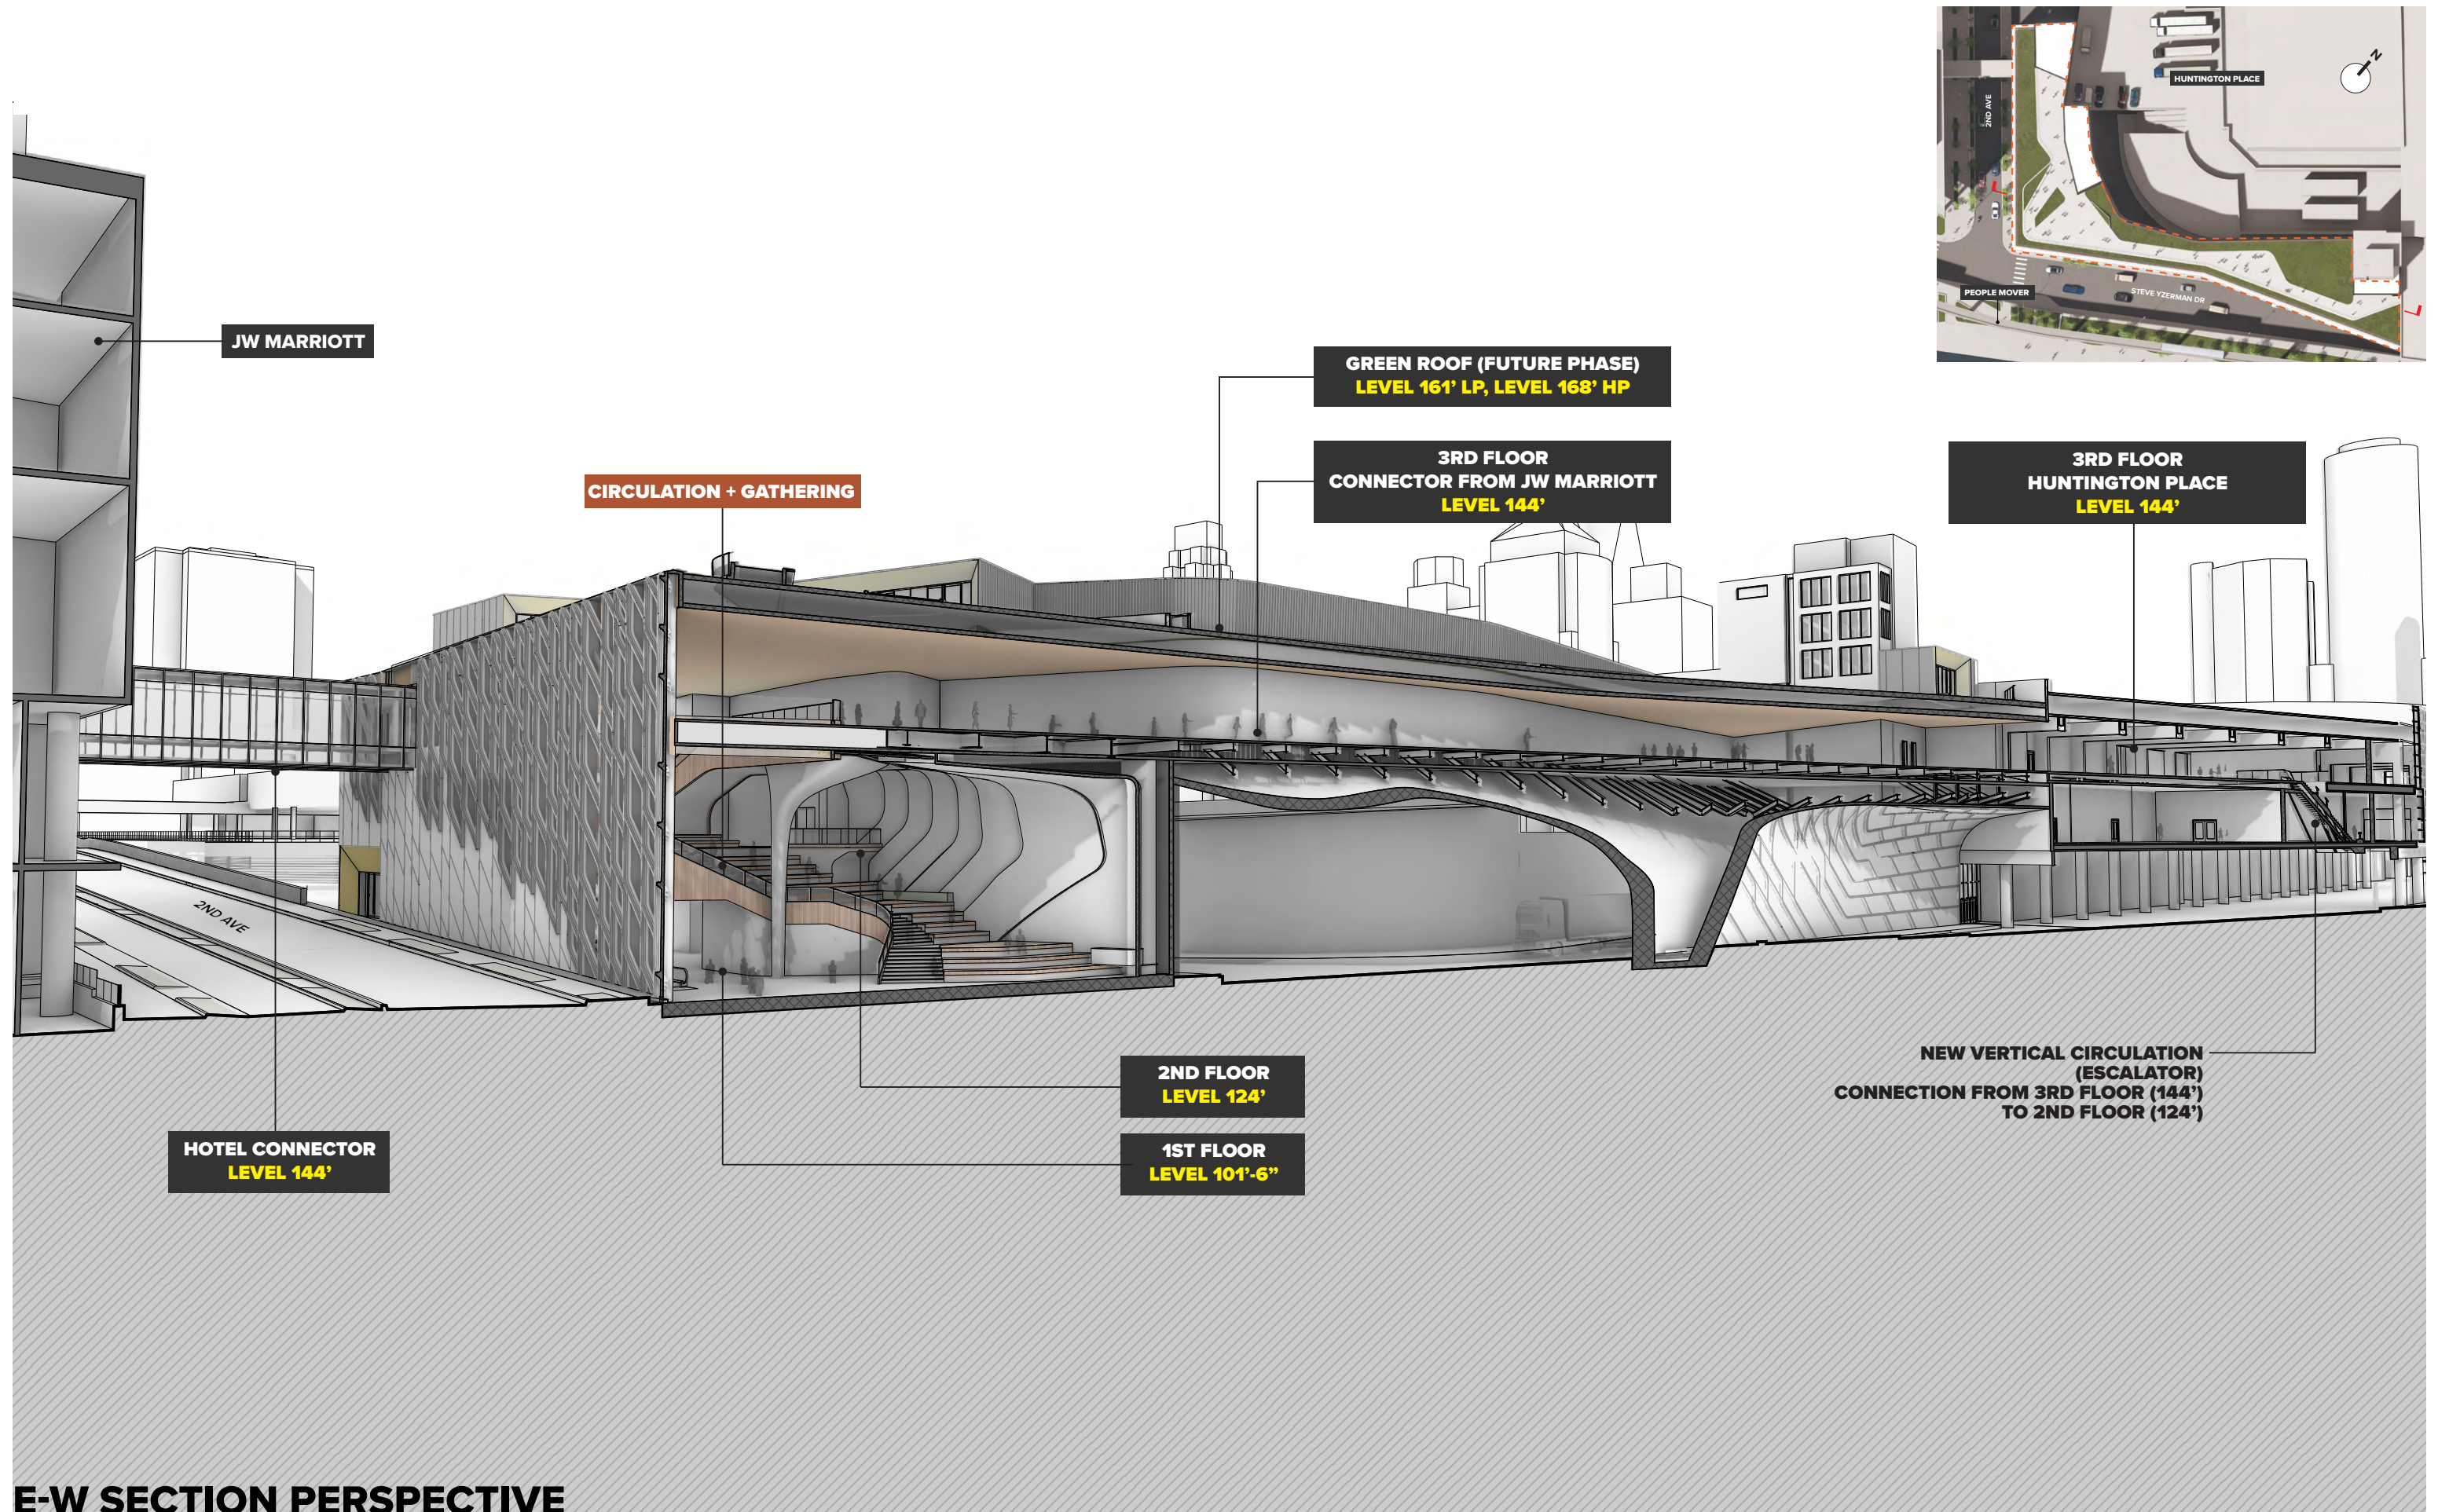 N
HUNTINGTON PLACE
2ND AVE
PEOPLE MOVER
STEVE YZERMAN DR
JW MARRIOTT
GREEN ROOF (FUTURE PHASE)
LEVEL 161’ LP, LEVEL 168’ HP
3RD FLOOR
CONNECTOR FROM JW MARRIOTT
LEVEL 144’
3RD FLOOR
HUNTINGTON PLACE
LEVEL 144’
CIRCULATION + GATHERING
2ND AVE
2ND FLOOR
LEVEL 124’
1ST FLOOR
LEVEL 101’-6”
HOTEL CONNECTOR
LEVEL 144’
NEW VERTICAL CIRCULATION
(ESCALATOR)
CONNECTION FROM 3RD FLOOR (144’)
TO 2ND FLOOR (124’)
E-W SECTION PERSPECTIVE